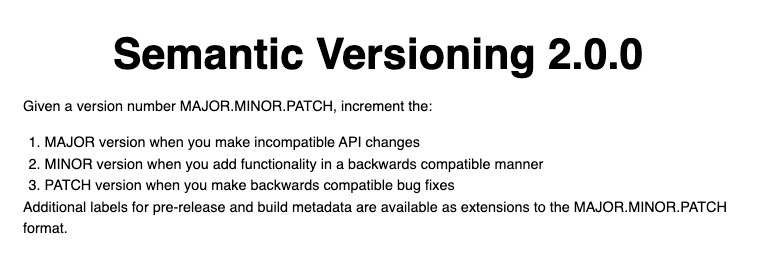 Semantic Versioning 2.0.0
Given a version number MAJOR.MINOR.PATCH, increment the:
1. MAJOR version when you make incompatible API changes
2. MINOR version when you add functionality in a backwards compatible manner
3. PATCH version when you make backwards compatible bug fixes
Additional labels for pre-release and build metadata are available as extensions to the MAJOR.MINOR.PATCH
format.